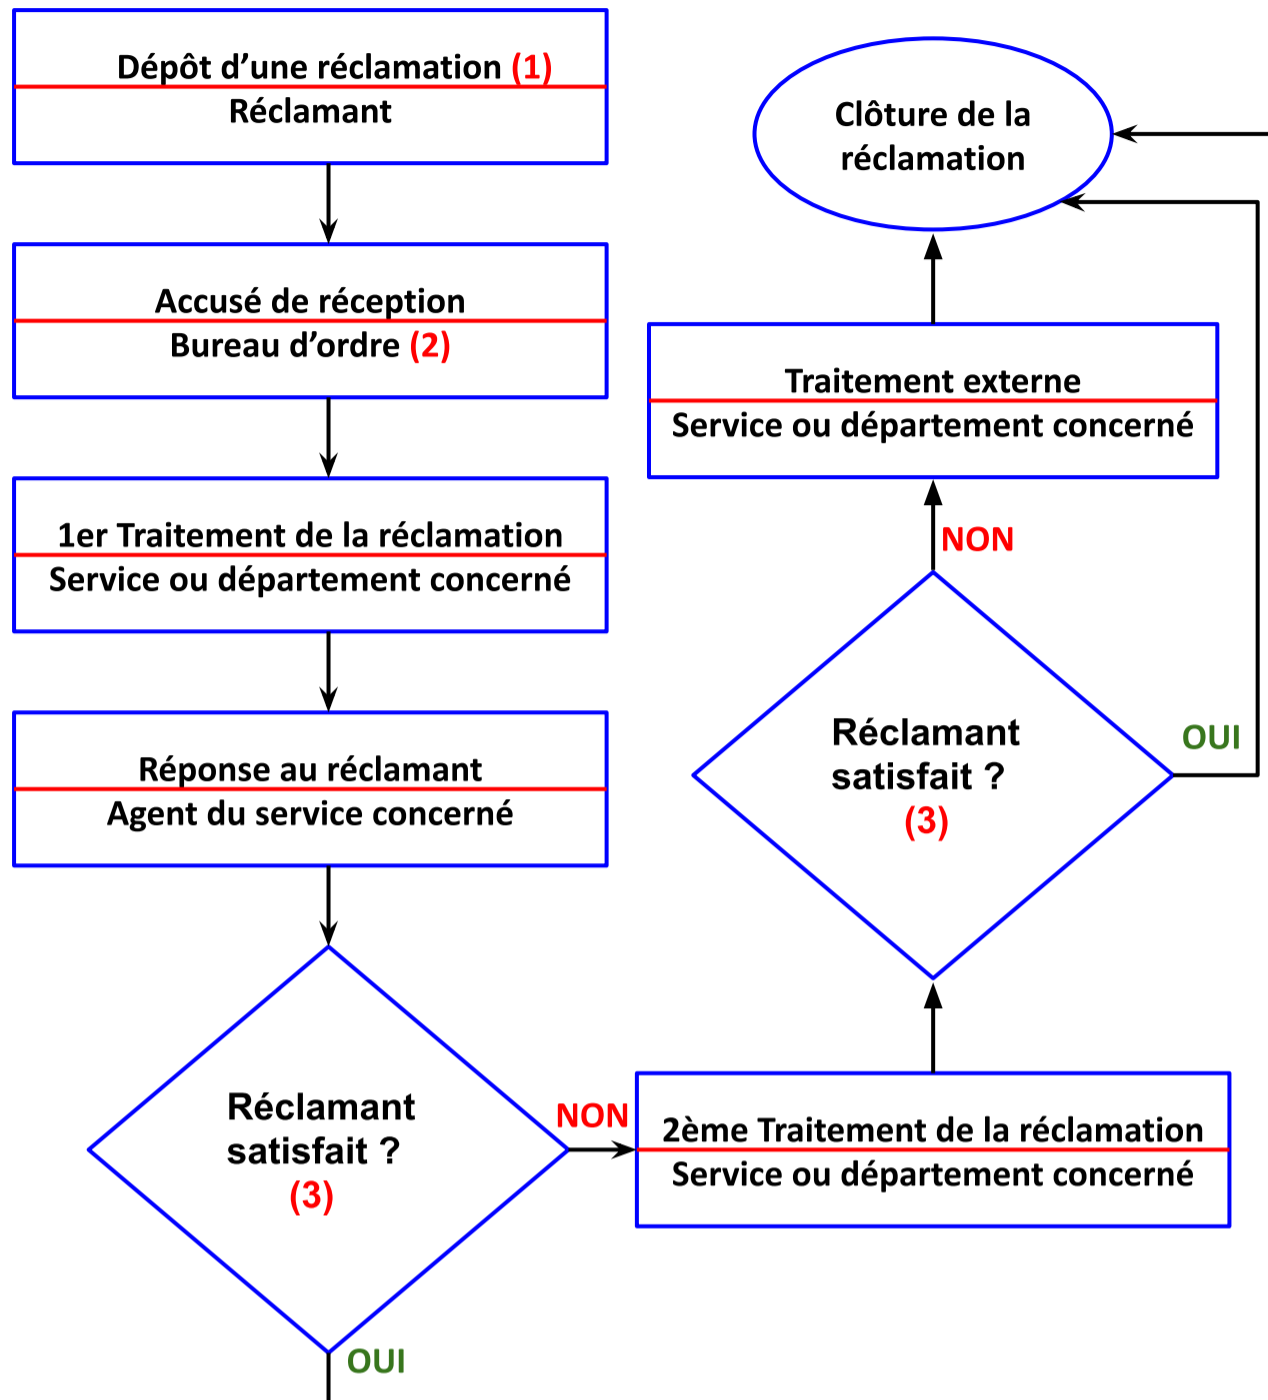 Dépôt d’une réclamation (1)
Réclamant
Accusé de réception
Bureau d’ordre (2)
1er Traitement de la réclamation
Service ou département concerné
Réponse au réclamant
Agent du service concerné
Réclamant
satisfait ?
(3)
OUI
NON
2ème Traitement de la réclamation
Service ou département concerné
Réclamant
satisfait ?
(3)
OUI
NON
Traitement externe
Service ou département concerné
Clôture de la
réclamation